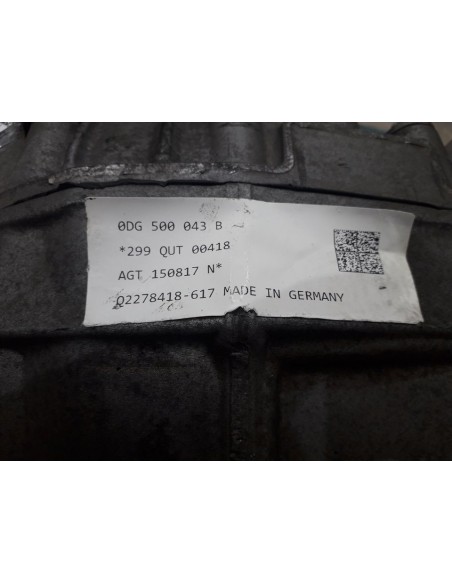 0DG 500 043 B ~
*299 QUT 00418
AGT 150817 N*
Q2278418-617 MADE IN GERMANY